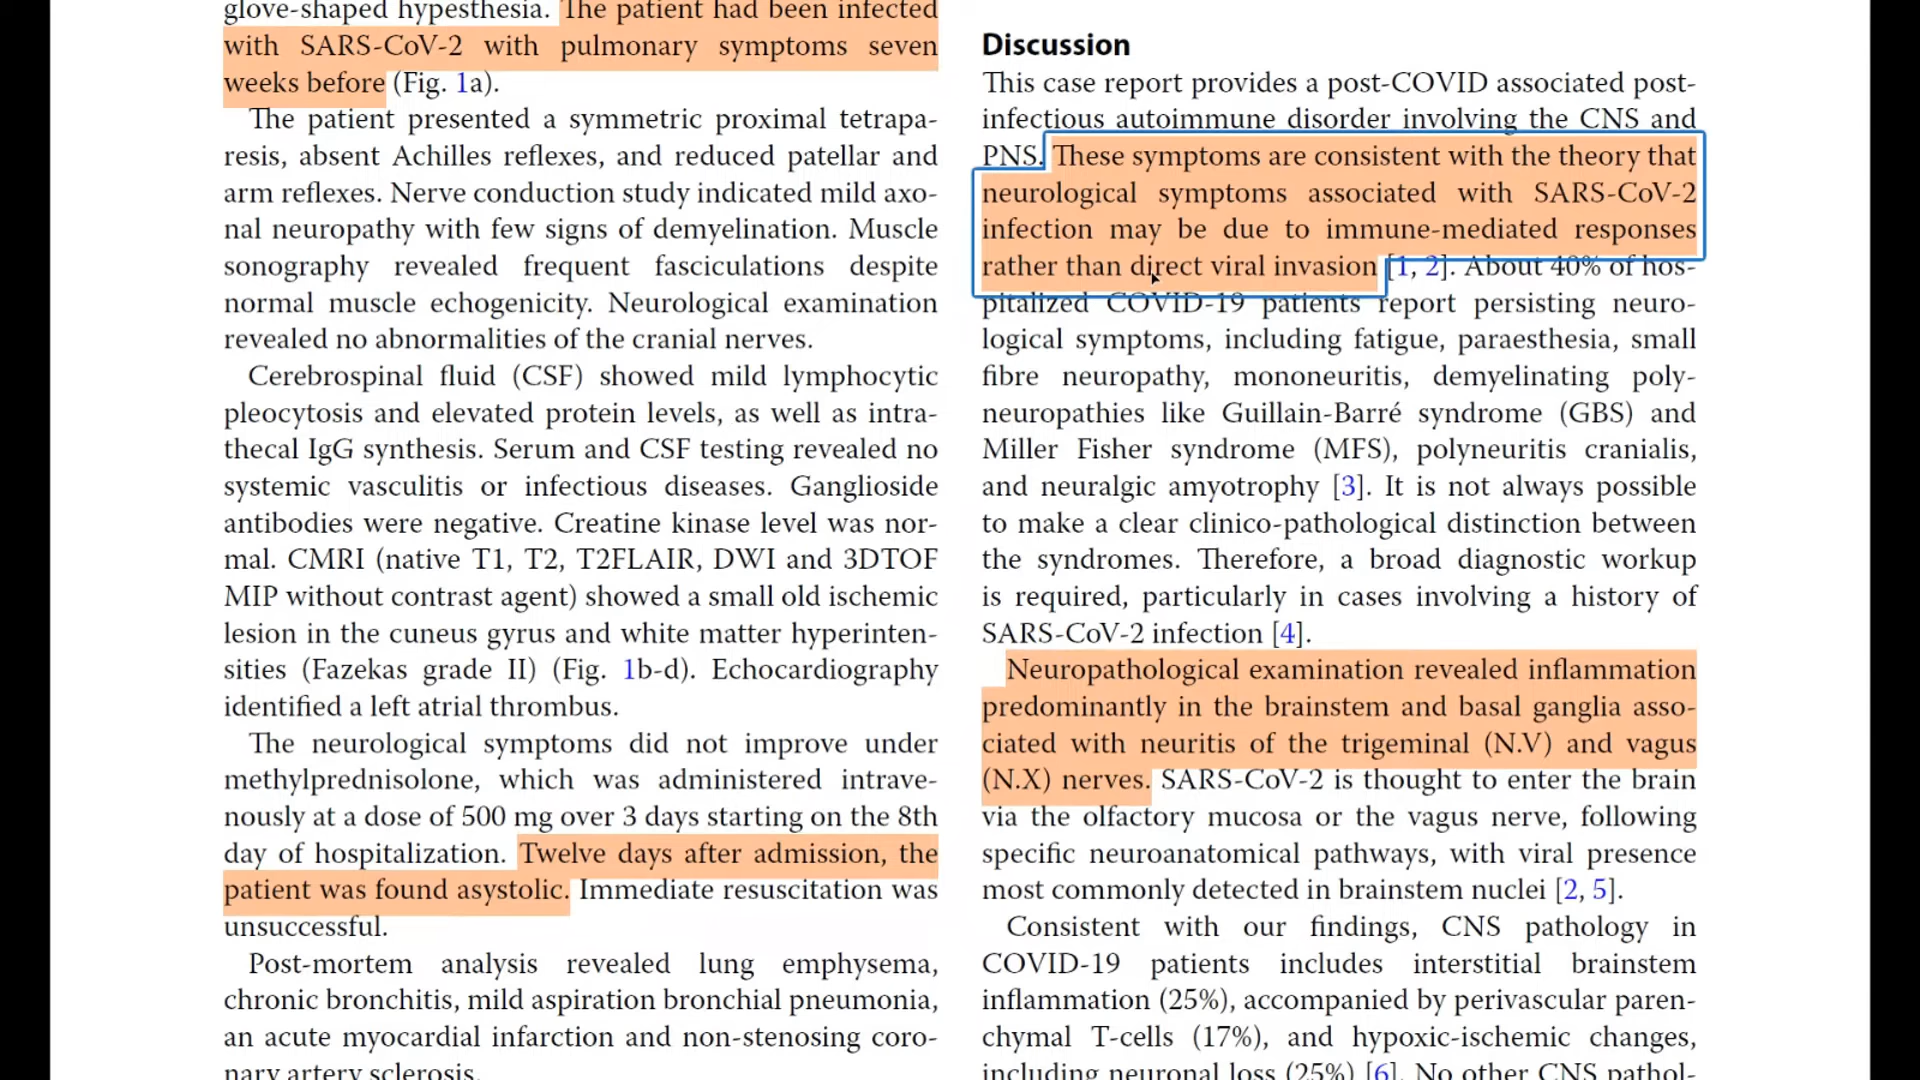 glove-shaped hypesthesia. The patient had been infected
with SARS-CoV-2 with pulmonary symptoms seven
weeks before (Fig. 1a).
The patient presented a symmetric proximal tetrapa-
resis, absent Achilles reflexes, and reduced patellar and
arm reflexes. Nerve conduction study indicated mild axo-
nal neuropathy with few signs of demyelination. Muscle
sonography revealed frequent fasciculations despite
normal muscle echogenicity. Neurological examination
revealed no abnormalities of the cranial nerves.
Cerebrospinal fluid (CSF) showed mild lymphocytic
pleocytosis and elevated protein levels, as well as intra-
thecal IgG synthesis. Serum and CSF testing revealed no
systemic vasculitis or infectious diseases. Ganglioside
antibodies were negative. Creatine kinase level was nor-
mal. CMRI (native T1, T2, T2FLAIR, DWI and 3DTOF
MIP without contrast agent) showed a small old ischemic
lesion in the cuneus gyrus and white matter hyperinten-
sities (Fazekas grade II) (Fig. 1b-d). Echocardiography
identified a left atrial thrombus.
The neurological symptoms did not improve under
methylprednisolone, which was administered intrave-
nously at a dose of 500 mg over 3 days starting on the 8th
day of hospitalization. Twelve days after admission, the
patient was found asystolic. Immediate resuscitation was
unsuccessful.
Post-mortem analysis revealed lung emphysema,
chronic bronchitis, mild aspiration bronchial pneumonia,
an acute myocardial infarction and non-stenosing coro-
nary artery sclerosis.
Discussion
This case report provides a post-COVID associated post-
infectious autoimmune disorder involving the CNS and
PNS. These symptoms are consistent with the theory that
neurological symptoms associated with SARS-CoV-2
infection may be due to immune-mediated responses
rather than direct viral invasion [1, 2]. About 40% of hos-
pitalized COVID-19 patients report persisting neuro-
logical symptoms, including fatigue, paraesthesia, small
fibre neuropathy, mononeuritis, demyelinating poly-
neuropathies like Guillain-Barré syndrome (GBS) and
Miller Fisher syndrome (MFS), polyneuritis cranialis,
and neuralgic amyotrophy [3]. It is not always possible
to make a clear clinico-pathological distinction between
the syndromes. Therefore, a broad diagnostic workup
is required, particularly in cases involving a history of
SARS-CoV-2 infection [4].
Neuropathological examination revealed inflammation
predominantly in the brainstem and basal ganglia asso-
ciated with neuritis of the trigeminal (N.V) and vagus
(N.X) nerves. SARS-CoV-2 is thought to enter the brain
via the olfactory mucosa or the vagus nerve, following
specific neuroanatomical pathways, with viral presence
most commonly detected in brainstem nuclei [2, 5].
Consistent with our findings, CNS pathology in
COVID-19 patients includes interstitial brainstem
inflammation (25%), accompanied by perivascular paren-
chymal T-cells (17%), and hypoxic-ischemic changes,
including neuronal loss (25%) [6]. No other CNS pathol-